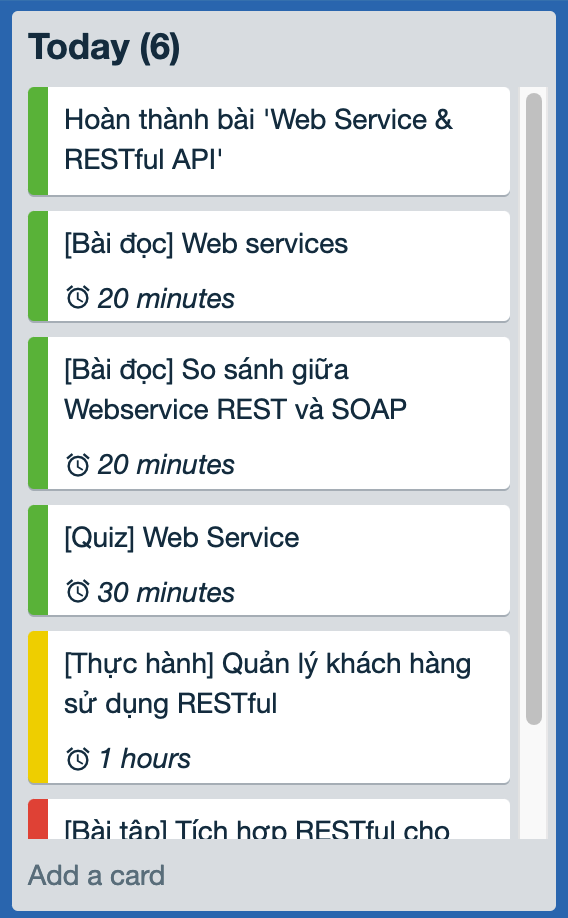 Today (6)
Hoàn thành bài 'Web Service &
RESTful API'
[Bài đọc] Web services
20 minutes
[Bài đọc] So sánh giữa
Webservice REST và SOAP
20 minutes
[Quiz] Web Service
30 minutes
[Thực hành] Quản lý khách hàng
sử dụng RESTful
1 hours
[Bài tập] Tích hợp RESTful cho
Add a card